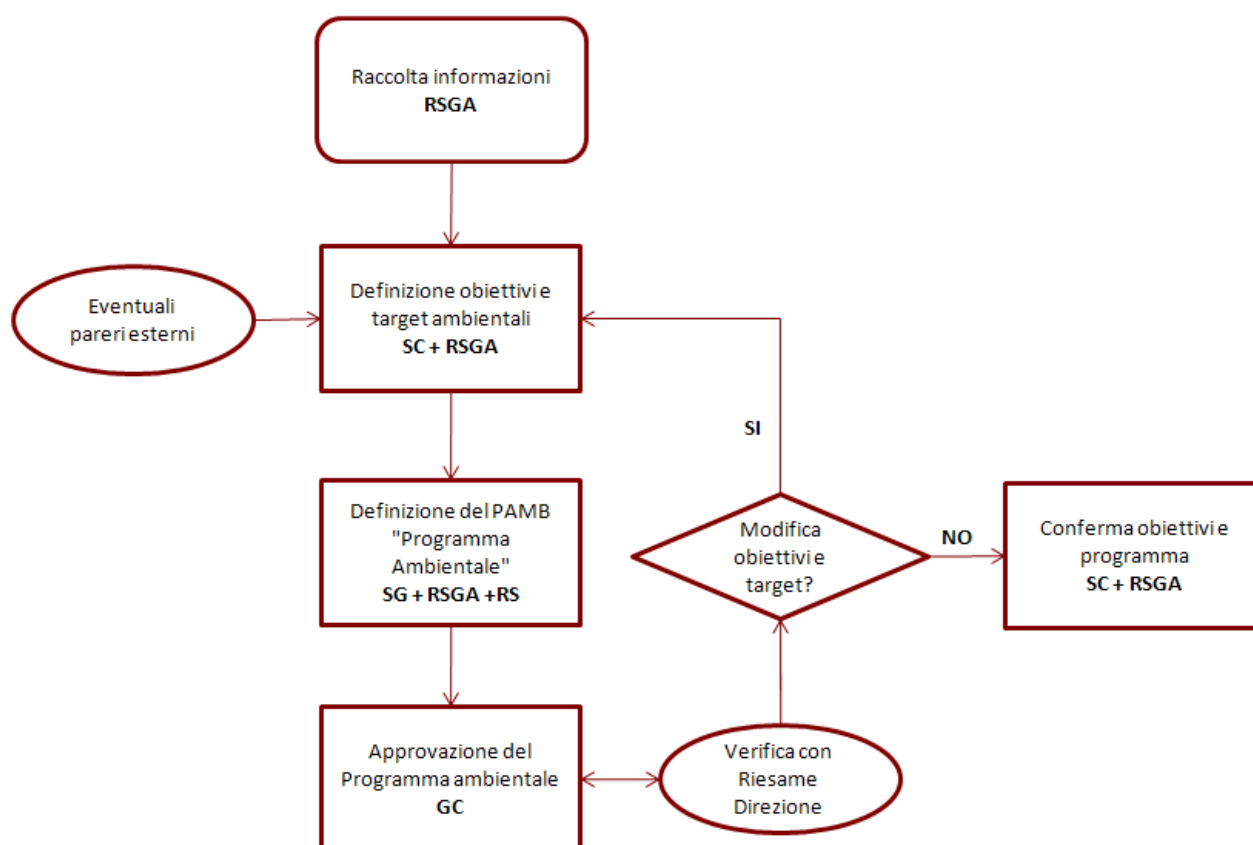 Raccolta informazioni
RSGA
Eventuali
pareri esterni
Definizione obiettivi e
target ambientali
SC + RSGA
SI
Definizione del PAMB
"Programma
Ambientale"
SG + RSGA +RS
Modifica
obiettivi e
target?
NO
Conferma obiettivi e
programma
SC + RSGA
Approvazione del
Programma ambientale
GC
Verifica con
Riesame
Direzione